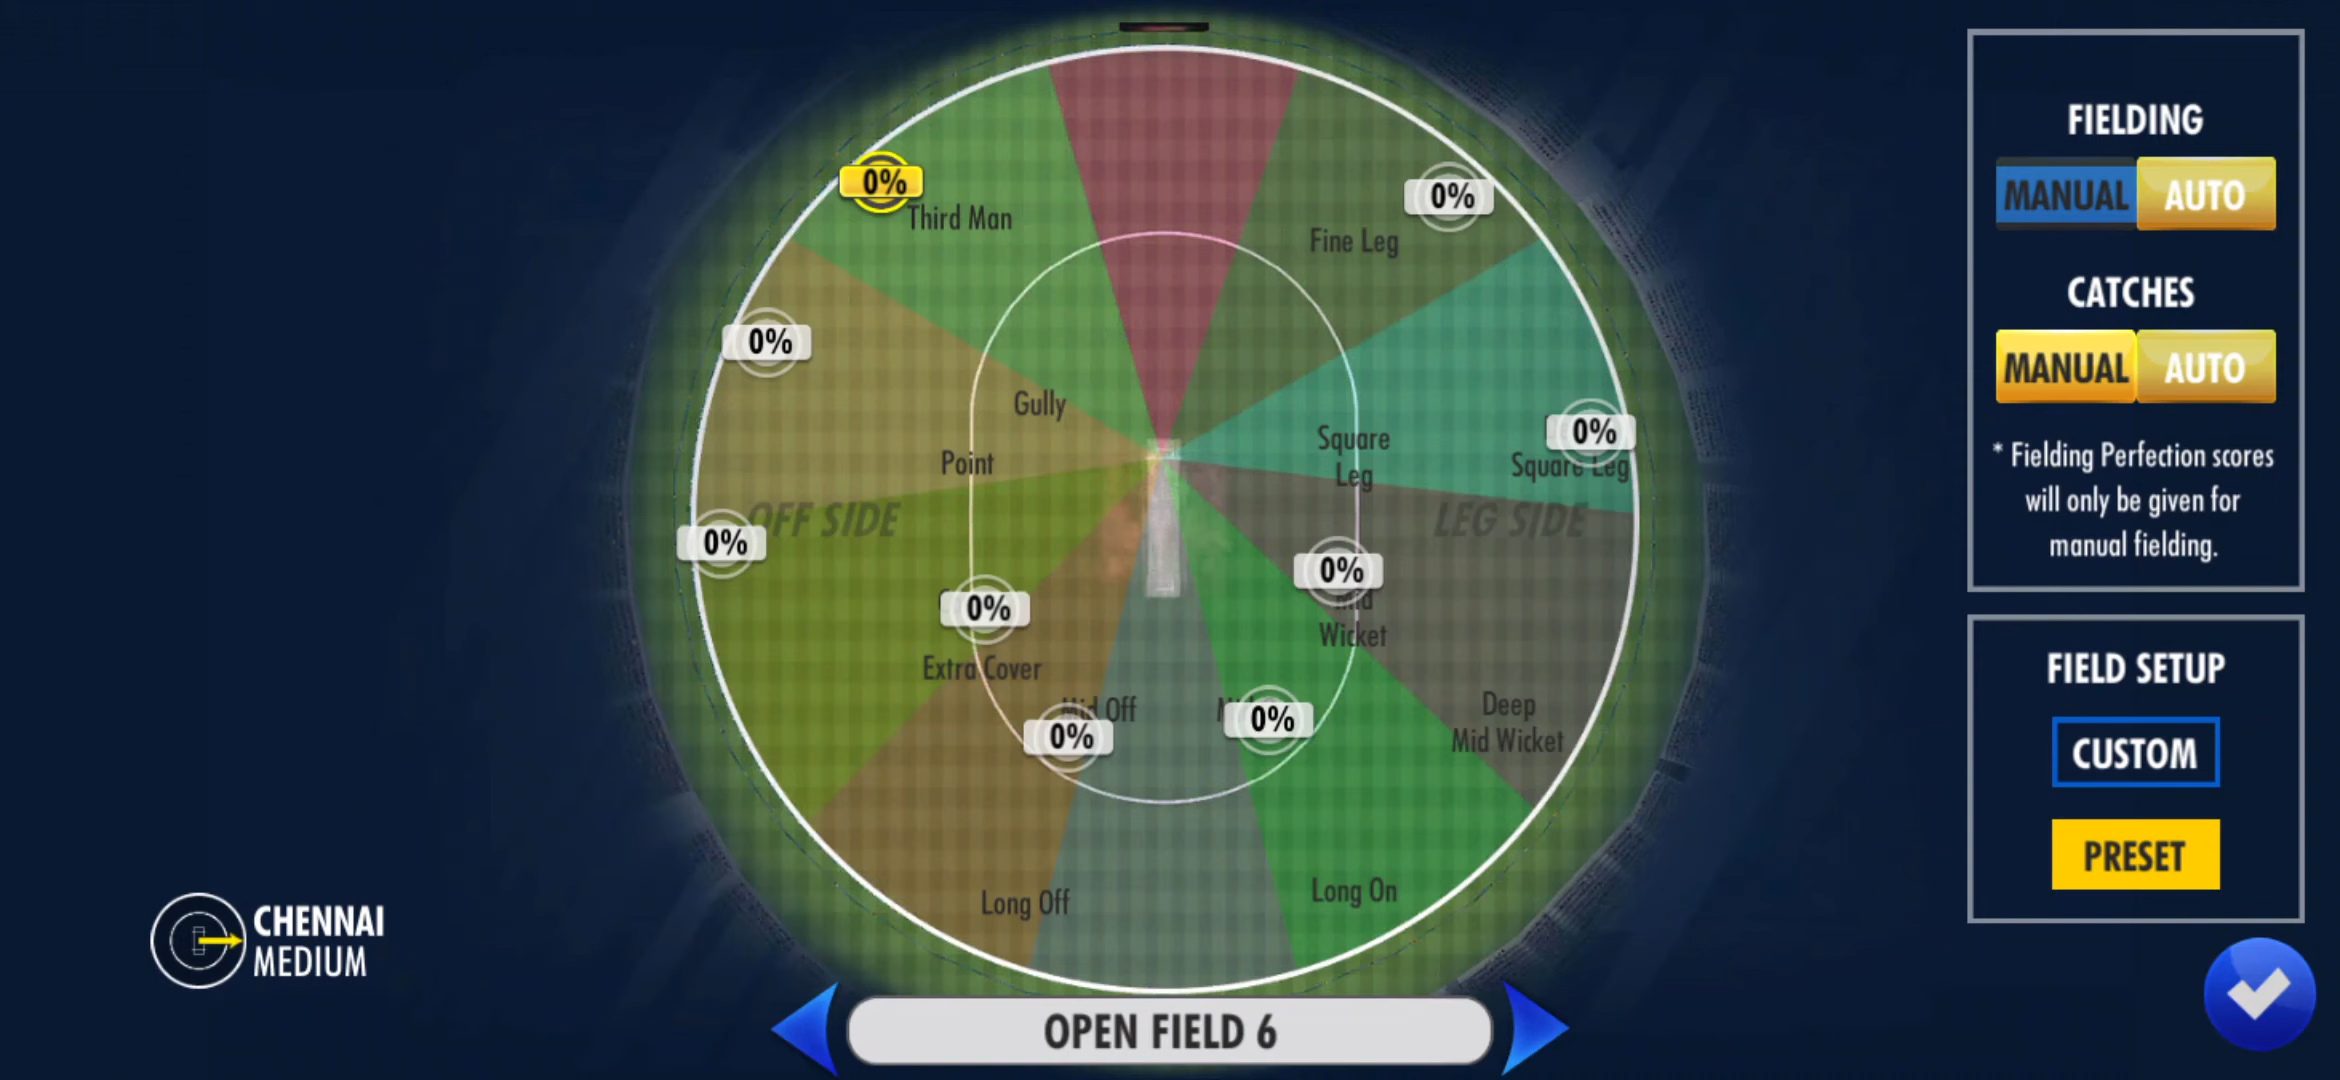 FIELDING
MANUAL AUTO
CATCHES
MANUAL AUTO
* Fielding Perfection scores
will only be given for
manual fielding.
FIELD SETUP
CUSTOM
PRESET
0%
Third Man
0%
Fine Leg
0%
Gully
Point
Square
Leg
0%
Square Leg
OFF SIDE
LEG SIDE
0%
0%
0%
Mid
Wicket
Extra Cover
Mid Off
0%
0%
Deep
Mid Wicket
Long Off
Long On
CHENNAI
MEDIUM
OPEN FIELD 6